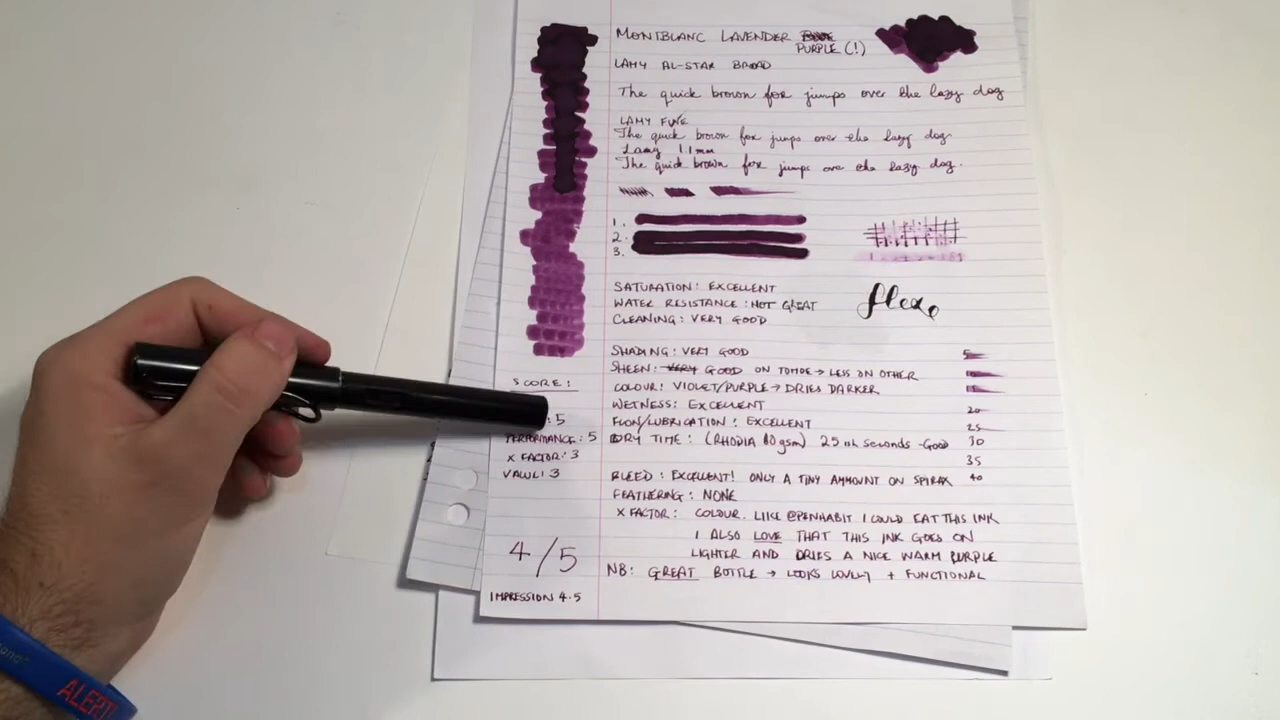 MONTBLANC LAVENDER
PURPLE (!)
LAMY AL-STAR BROAD
The quick brown fox jumps over the lazy dog
LAMY FINE
The quick brown fox jumps over the lazy dog
Lamy 1.1mm
The quick brown fox jumps ove the lazy dog.
1.
2.
3.
flex
SATURATION: EXCELLENT
WATER RESISTANCE: NOT GREAT
CLEANING: VERY GOOD
SHADING: VERY GOOD
SHEEN: VERY GOOD ON TOMOE → LESS ON OTHER
COLOUR: VIOLET/PURPLE → DRIES DARKER
WETNESS: EXCELLENT
FLOW/LUBRICATION: EXCELLENT
DRY TIME: (RHODIA 80gsm) 25 ish seconds - GOOD
BLEED: EXCELLENT! ONLY A TINY AMMOUNT ON SPIRAX
FEATHERING: NONE
X FACTOR: COLOUR. LIKE @PENHABIT I COULD EAT THIS INK
I ALSO LOVE THAT THIS INK GOES ON
LIGHTER AND DRIES A NICE WARM PURPLE
NB: GREAT BOTTLE → LOOKS LOVELY + FUNCTIONAL
5
10
15
20
25
30
35
40
SCORE:
: 5
PERFORMANCE: 5
X FACTOR: 3
VALUE: 3
4/5
IMPRESSION 4.5
ALERT!